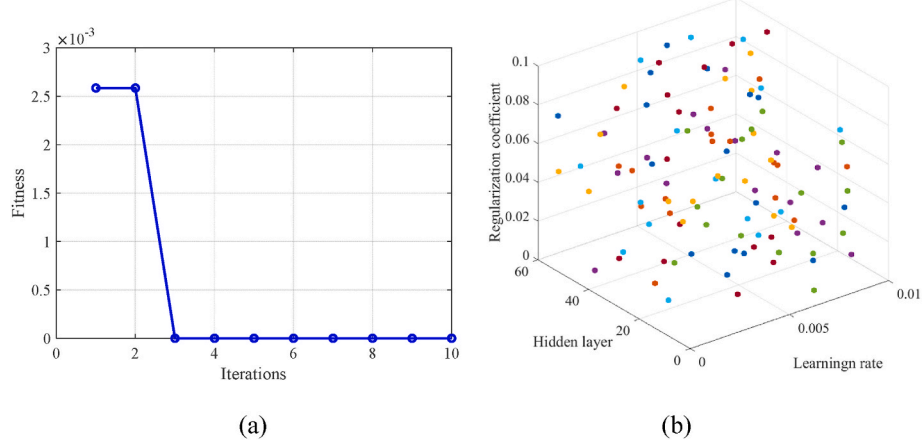 ×10⁻³
3
2.5
2
1.5
1
0.5
0
0 2 4 6 8 10
Fitness
Iterations
(a)
0.1
0.08
0.06
0.04
0.02
0
Regularization coefficient
60
40
20
0
Hidden layer
0
0.005
0.01
Learningn rate
(b)